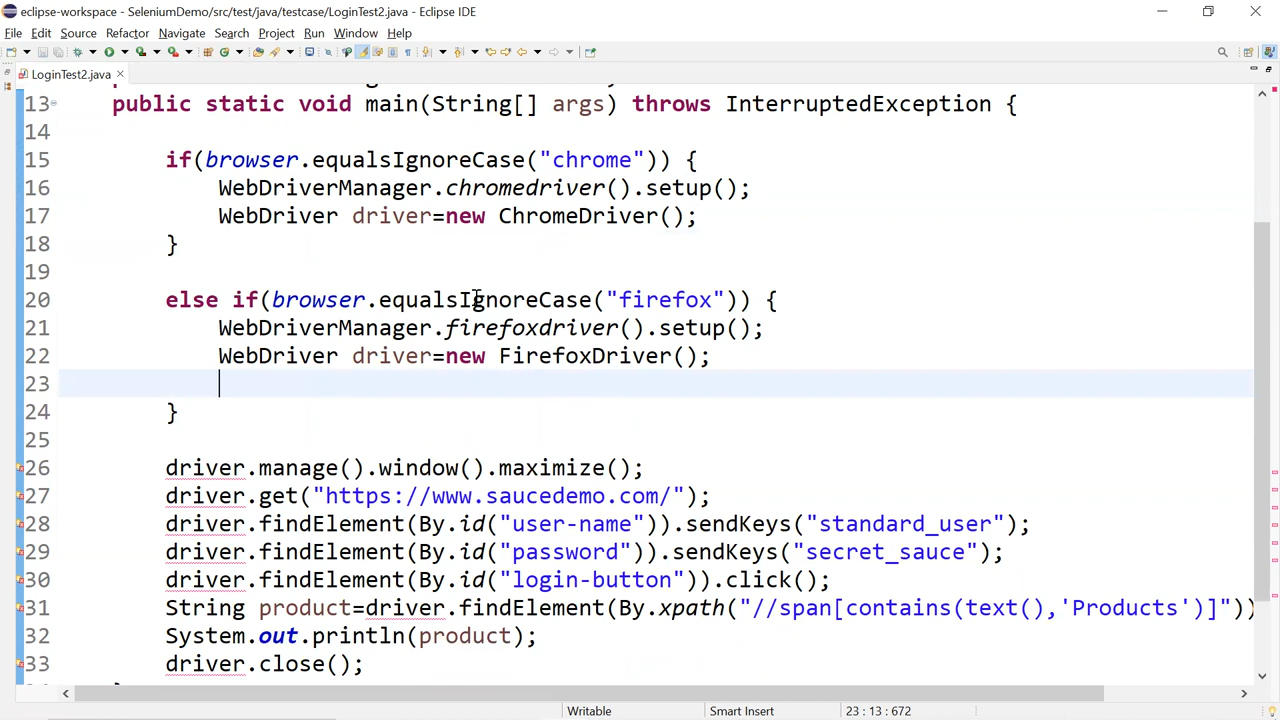 eclipse-workspace - SeleniumDemo/src/test/java/testcase/LoginTest2.java - Eclipse IDE
File Edit Source Refactor Navigate Search Project Run Window Help
LoginTest2.java
13 public static void main(String[] args) throws InterruptedException {
14
15 if(browser.equalsIgnoreCase("chrome")) {
16 WebDriverManager.chromedriver().setup();
17 WebDriver driver=new ChromeDriver();
18 }
19
20 else if(browser.equalsIgnoreCase("firefox")) {
21 WebDriverManager.firefoxdriver().setup();
22 WebDriver driver=new FirefoxDriver();
23
24 }
25
26 driver.manage().window().maximize();
27 driver.get("https://www.saucedemo.com/");
28 driver.findElement(By.id("user-name")).sendKeys("standard_user");
29 driver.findElement(By.id("password")).sendKeys("secret_sauce");
30 driver.findElement(By.id("login-button")).click();
31 String product=driver.findElement(By.xpath("//span[contains(text(),'Products')]"))
32 System.out.println(product);
33 driver.close();
Writable Smart Insert 23 : 13 : 672